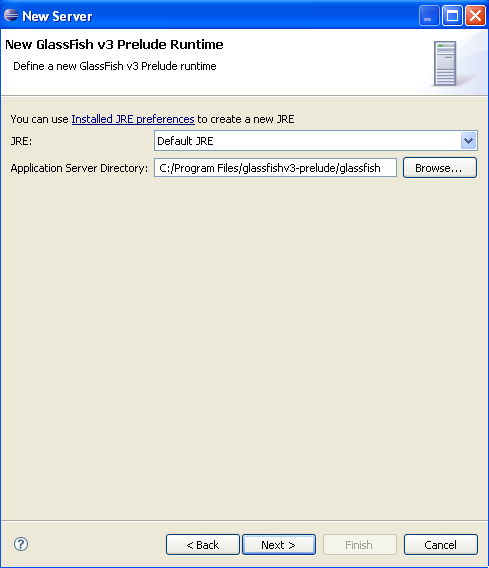 New Server
New GlassFish v3 Prelude Runtime
Define a new GlassFish v3 Prelude runtime
You can use Installed JRE preferences to create a new JRE
JRE: Default JRE
Application Server Directory: C:/Program Files/glassfishv3-prelude/glassfish Browse...
? < Back Next > Finish Cancel